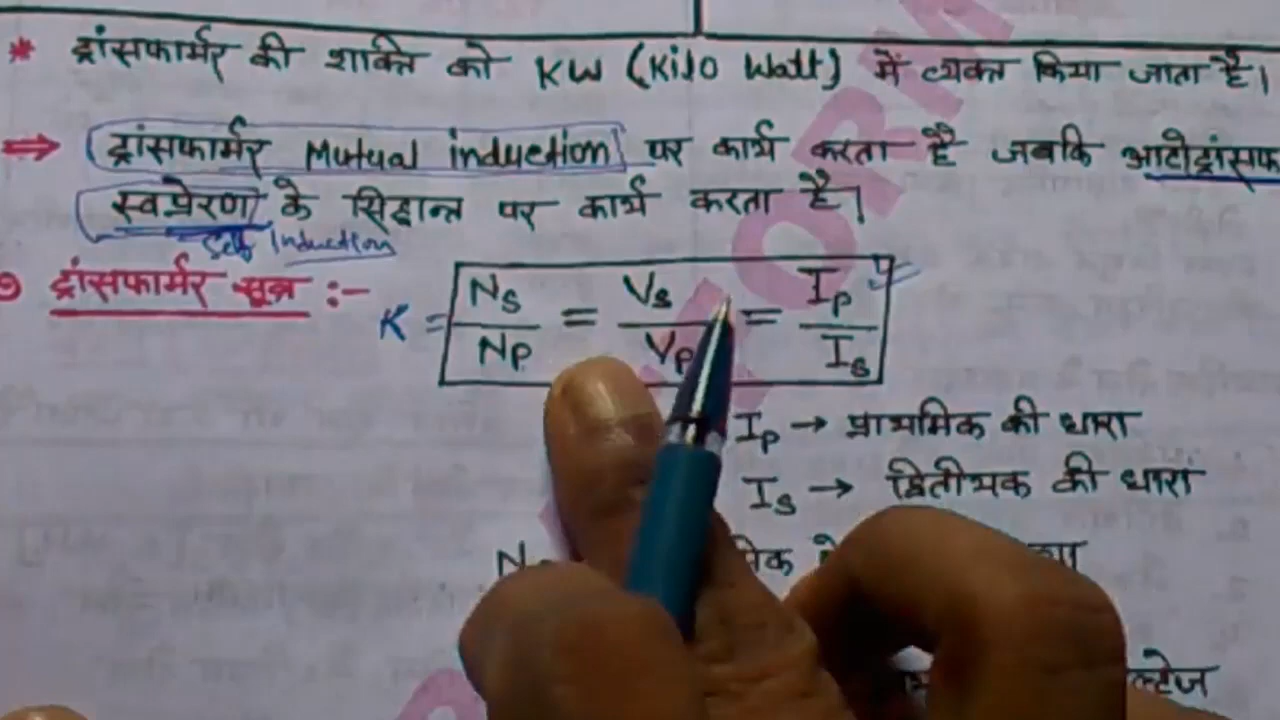 * ट्रांसफार्मर की शक्ति को KW (Kilo Watt) में व्यक्त किया जाता है।
⇒ ट्रांसफार्मर Mutual induction पर कार्य करता है जबकि आटोट्रांसफ
स्वप्रेरण के सिद्धान्त पर कार्य करता है।
Self Induction
ट्रांसफार्मर सूत्र :-
K = Ns/Np = Vs/Vp = Ip/Is
Ip → प्राथमिक की धारा
Is → द्वितीयक की धारा
N
ल्टेज